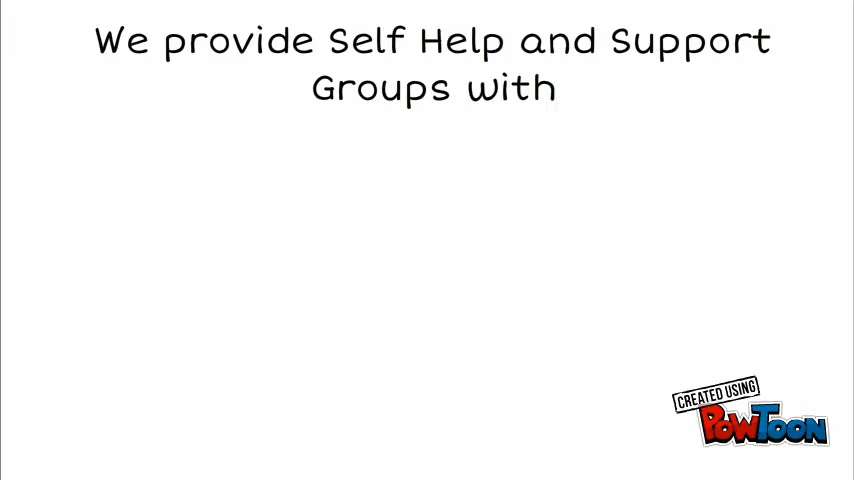 We provide Self Help and Support
Groups with
CREATED USING
POWTOON